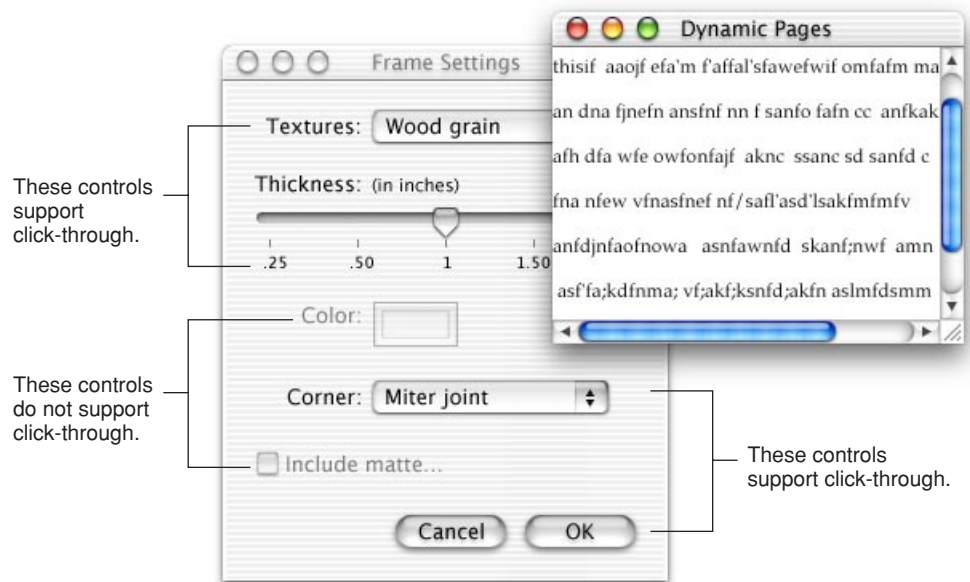 Dynamic Pages
thisif aaojf efa'm f'affal'sfawefwif omfafm ma
an dna fjnefn ansfnf nn f sanfo fafn cc anfkak
afh dfa wfe owfonfajf aknc ssanc sd sanfd c
fna nfew vfnasfnef nf/safl'asd'lsakfmfmfv
anfdjnfaofnowa asnfawnfd skanf;nwf amn
asf'fa;kdfnma; vf;akf;ksnfd;akfn aslmfdsmm
Frame Settings
Textures: Wood grain
Thickness: (in inches)
.25 .50 1 1.50
Color:
Corner: Miter joint
Include matte...
Cancel OK
These controls
support
click-through.
These controls
do not support
click-through.
These controls
support click-through.